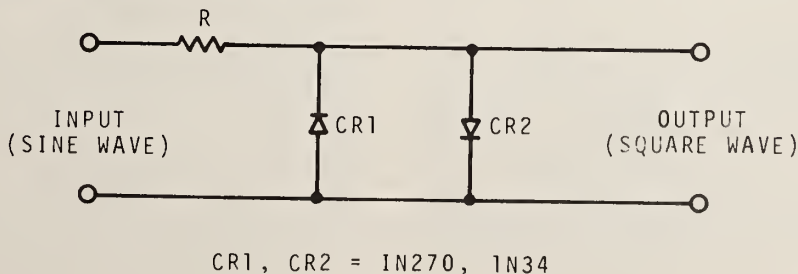 R
INPUT
(SINE WAVE)
CR1
CR2
OUTPUT
(SQUARE WAVE)
CR1, CR2 = IN270, 1N34